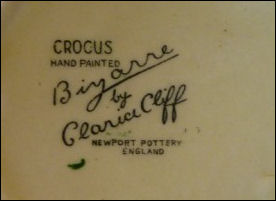 CROCUS
HAND PAINTED
Bizarre
by
Clarice Cliff
NEWPORT POTTERY
ENGLAND